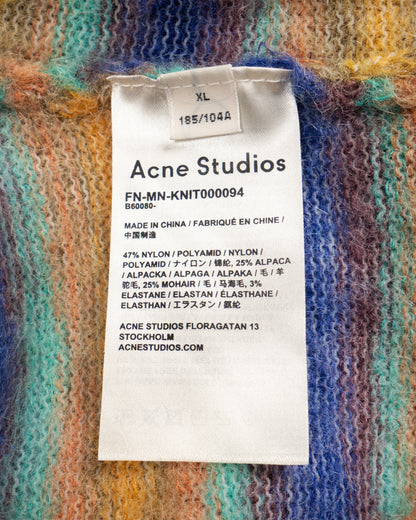 XL
185/104A
Acne Studios
FN-MN-KNIT000094
B60080-
MADE IN CHINA / FABRIQUÉ EN CHINE /
中国制造
47% NYLON / POLYAMID / NYLON /
POLYAMID / ナイロン / 锦纶, 25% ALPACA
/ ALPACKA / ALPAGA / ALPAKA / 毛 / 羊
驼毛, 25% MOHAIR / 毛 / 马海毛, 3%
ELASTANE / ELASTAN / ÉLASTHANE /
ELASTHAN / エラスタン / 氨纶
ACNE STUDIOS FLORAGATAN 13
STOCKHOLM
ACNESTUDIOS.COM